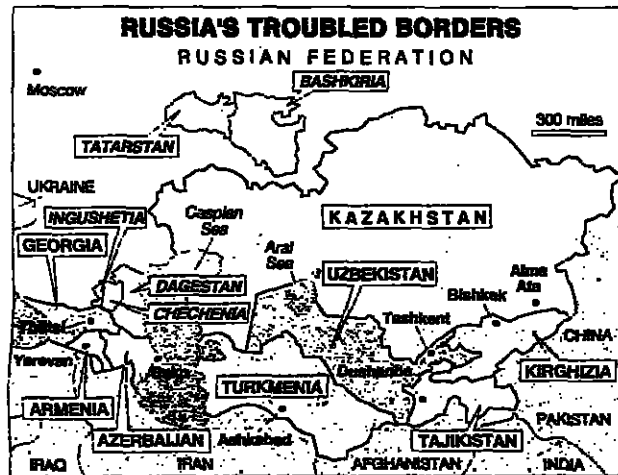 RUSSIA'S TROUBLED BORDERS
RUSSIAN FEDERATION
BASHKIRIA
Moscow
300 miles
TATARSTAN
UKRAINE
INGUSHETIA
Caspian
Sea
KAZAKHSTAN
GEORGIA
Aral
Sea
UZBEKISTAN
Alma
Ata
DAGESTAN
Bishkek
CHECHENIA
Tashkent
Tbilisi
CHINA
Yerevan
Baku
Dushanbe
KIRGHIZIA
TURKMENIA
ARMENIA
PAKISTAN
AZERBAIJAN
Ashkabad
TAJIKISTAN
IRAQ
IRAN
AFGHANISTAN
INDIA